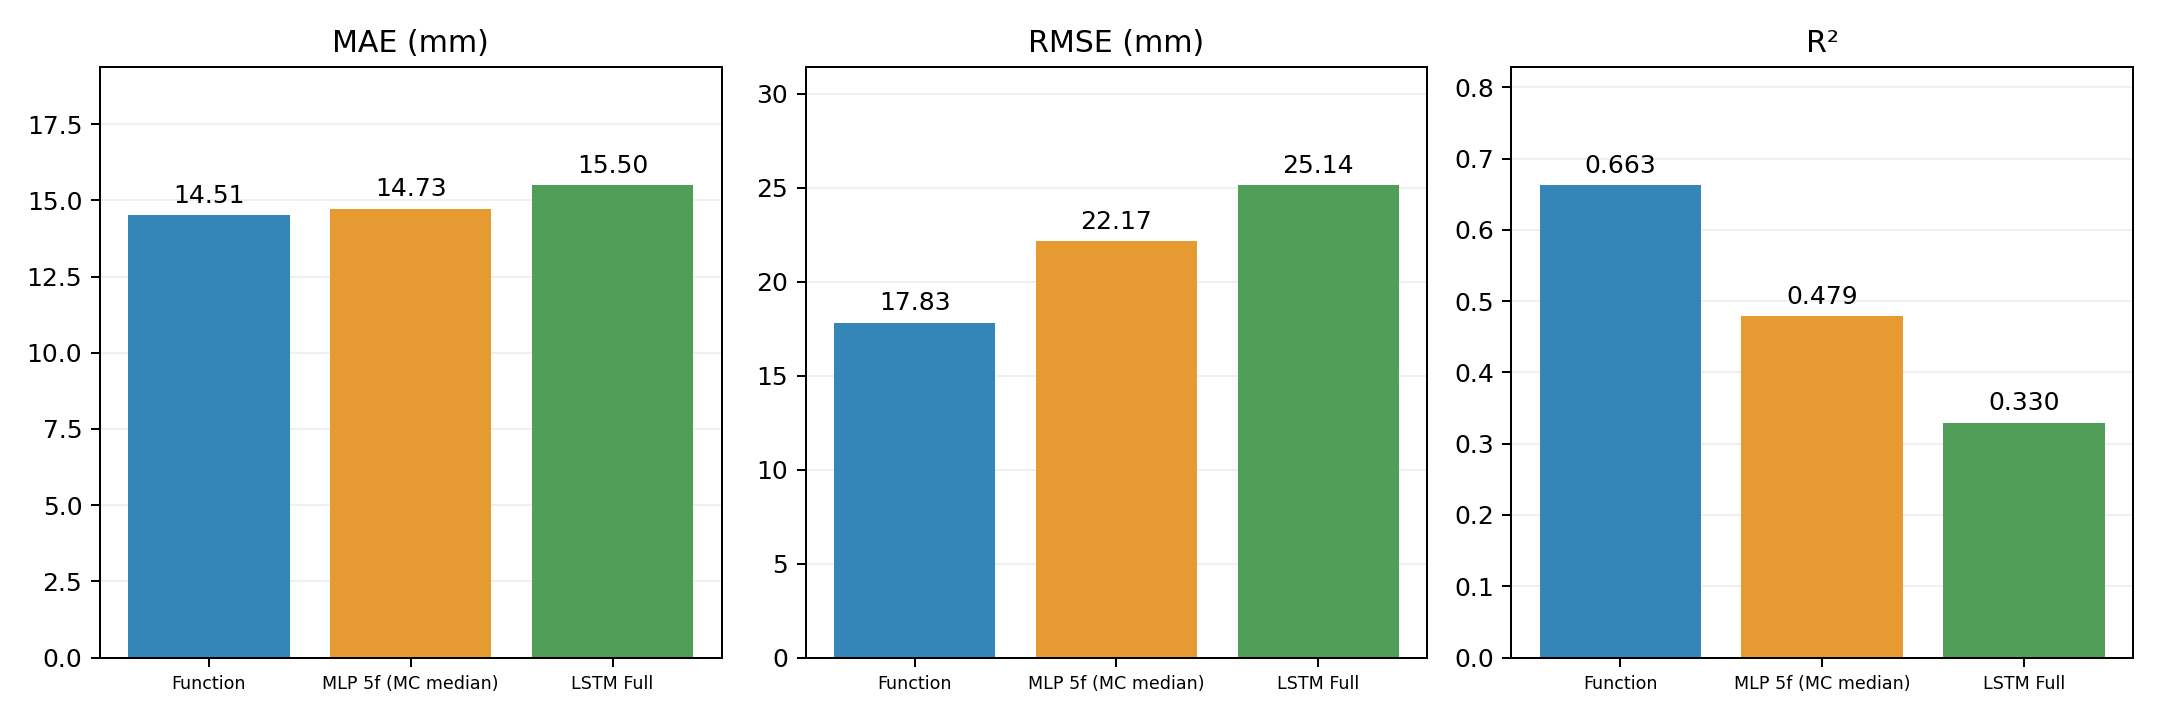 MAE (mm)
17.5
15.0
12.5
10.0
7.5
5.0
2.5
0.0
14.51
14.73
15.50
Function
MLP 5f (MC median)
LSTM Full
RMSE (mm)
30
25
20
15
10
5
0
17.83
22.17
25.14
Function
MLP 5f (MC median)
LSTM Full
R²
0.8
0.7
0.6
0.5
0.4
0.3
0.2
0.1
0.0
0.663
0.479
0.330
Function
MLP 5f (MC median)
LSTM Full